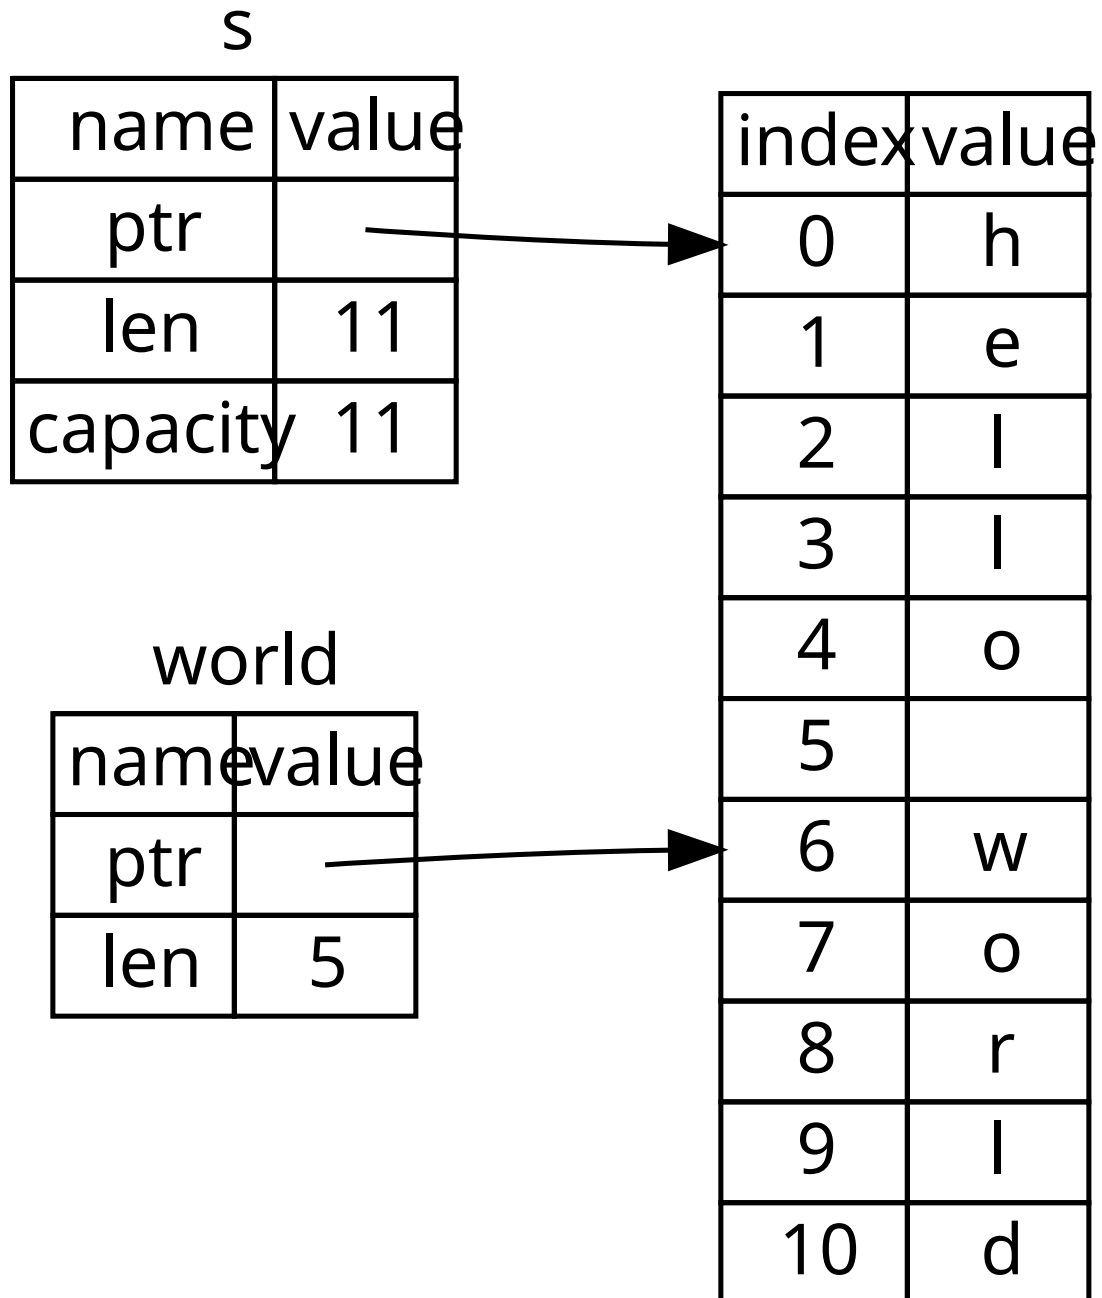 s
name value
ptr
len 11
capacity 11
world
name value
ptr
len 5
index value
0 h
1 e
2 l
3 l
4 o
5
6 w
7 o
8 r
9 l
10 d